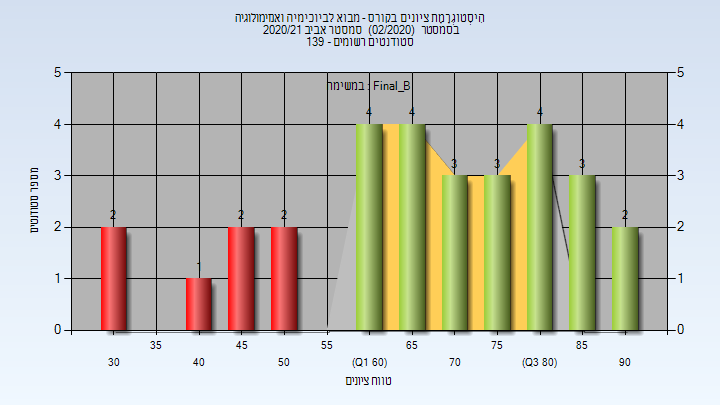 היסטוגרמת ציונים בקורס - מבוא לביוכימיה ואנזימולוגיה
בסמסטר (02/2020) סמסטר אביב 2020/21
סטודנטים רשומים - 139
במשימה : Final_B
מספר סטודנטים
5 5
4 4
3 3
2 2
1 1
0 0
2 1 2 2 4 4 3 3 4 3 2
35 45 55 65 75 85
30 40 50 (Q1 60) 70 (Q3 80) 90
טווח ציונים